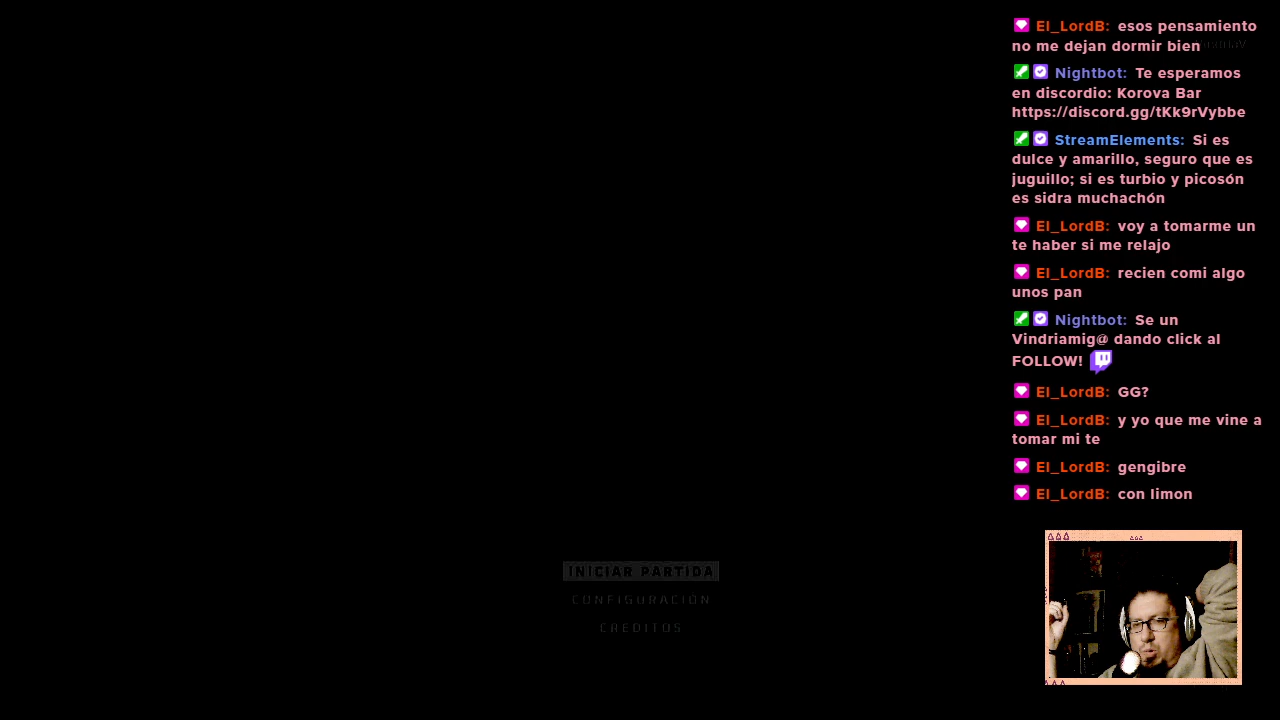 El_LordB: esos pensamiento
no me dejan dormir bien
Nightbot: Te esperamos
en discordio: Korova Bar
https://discord.gg/tKk9rVybbe
StreamElements: Si es
dulce y amarillo, seguro que es
juguillo; si es turbio y picosón
es sidra muchachón
El_LordB: voy a tomarme un
te haber si me relajo
El_LordB: recien comi algo
unos pan
Nightbot: Se un
Vindriamig@ dando click al
FOLLOW!
El_LordB: GG?
El_LordB: y yo que me vine a
tomar mi te
El_LordB: gengibre
El_LordB: con limon
INICIAR PARTIDA
CONFIGURACIÓN
CRÉDITOS